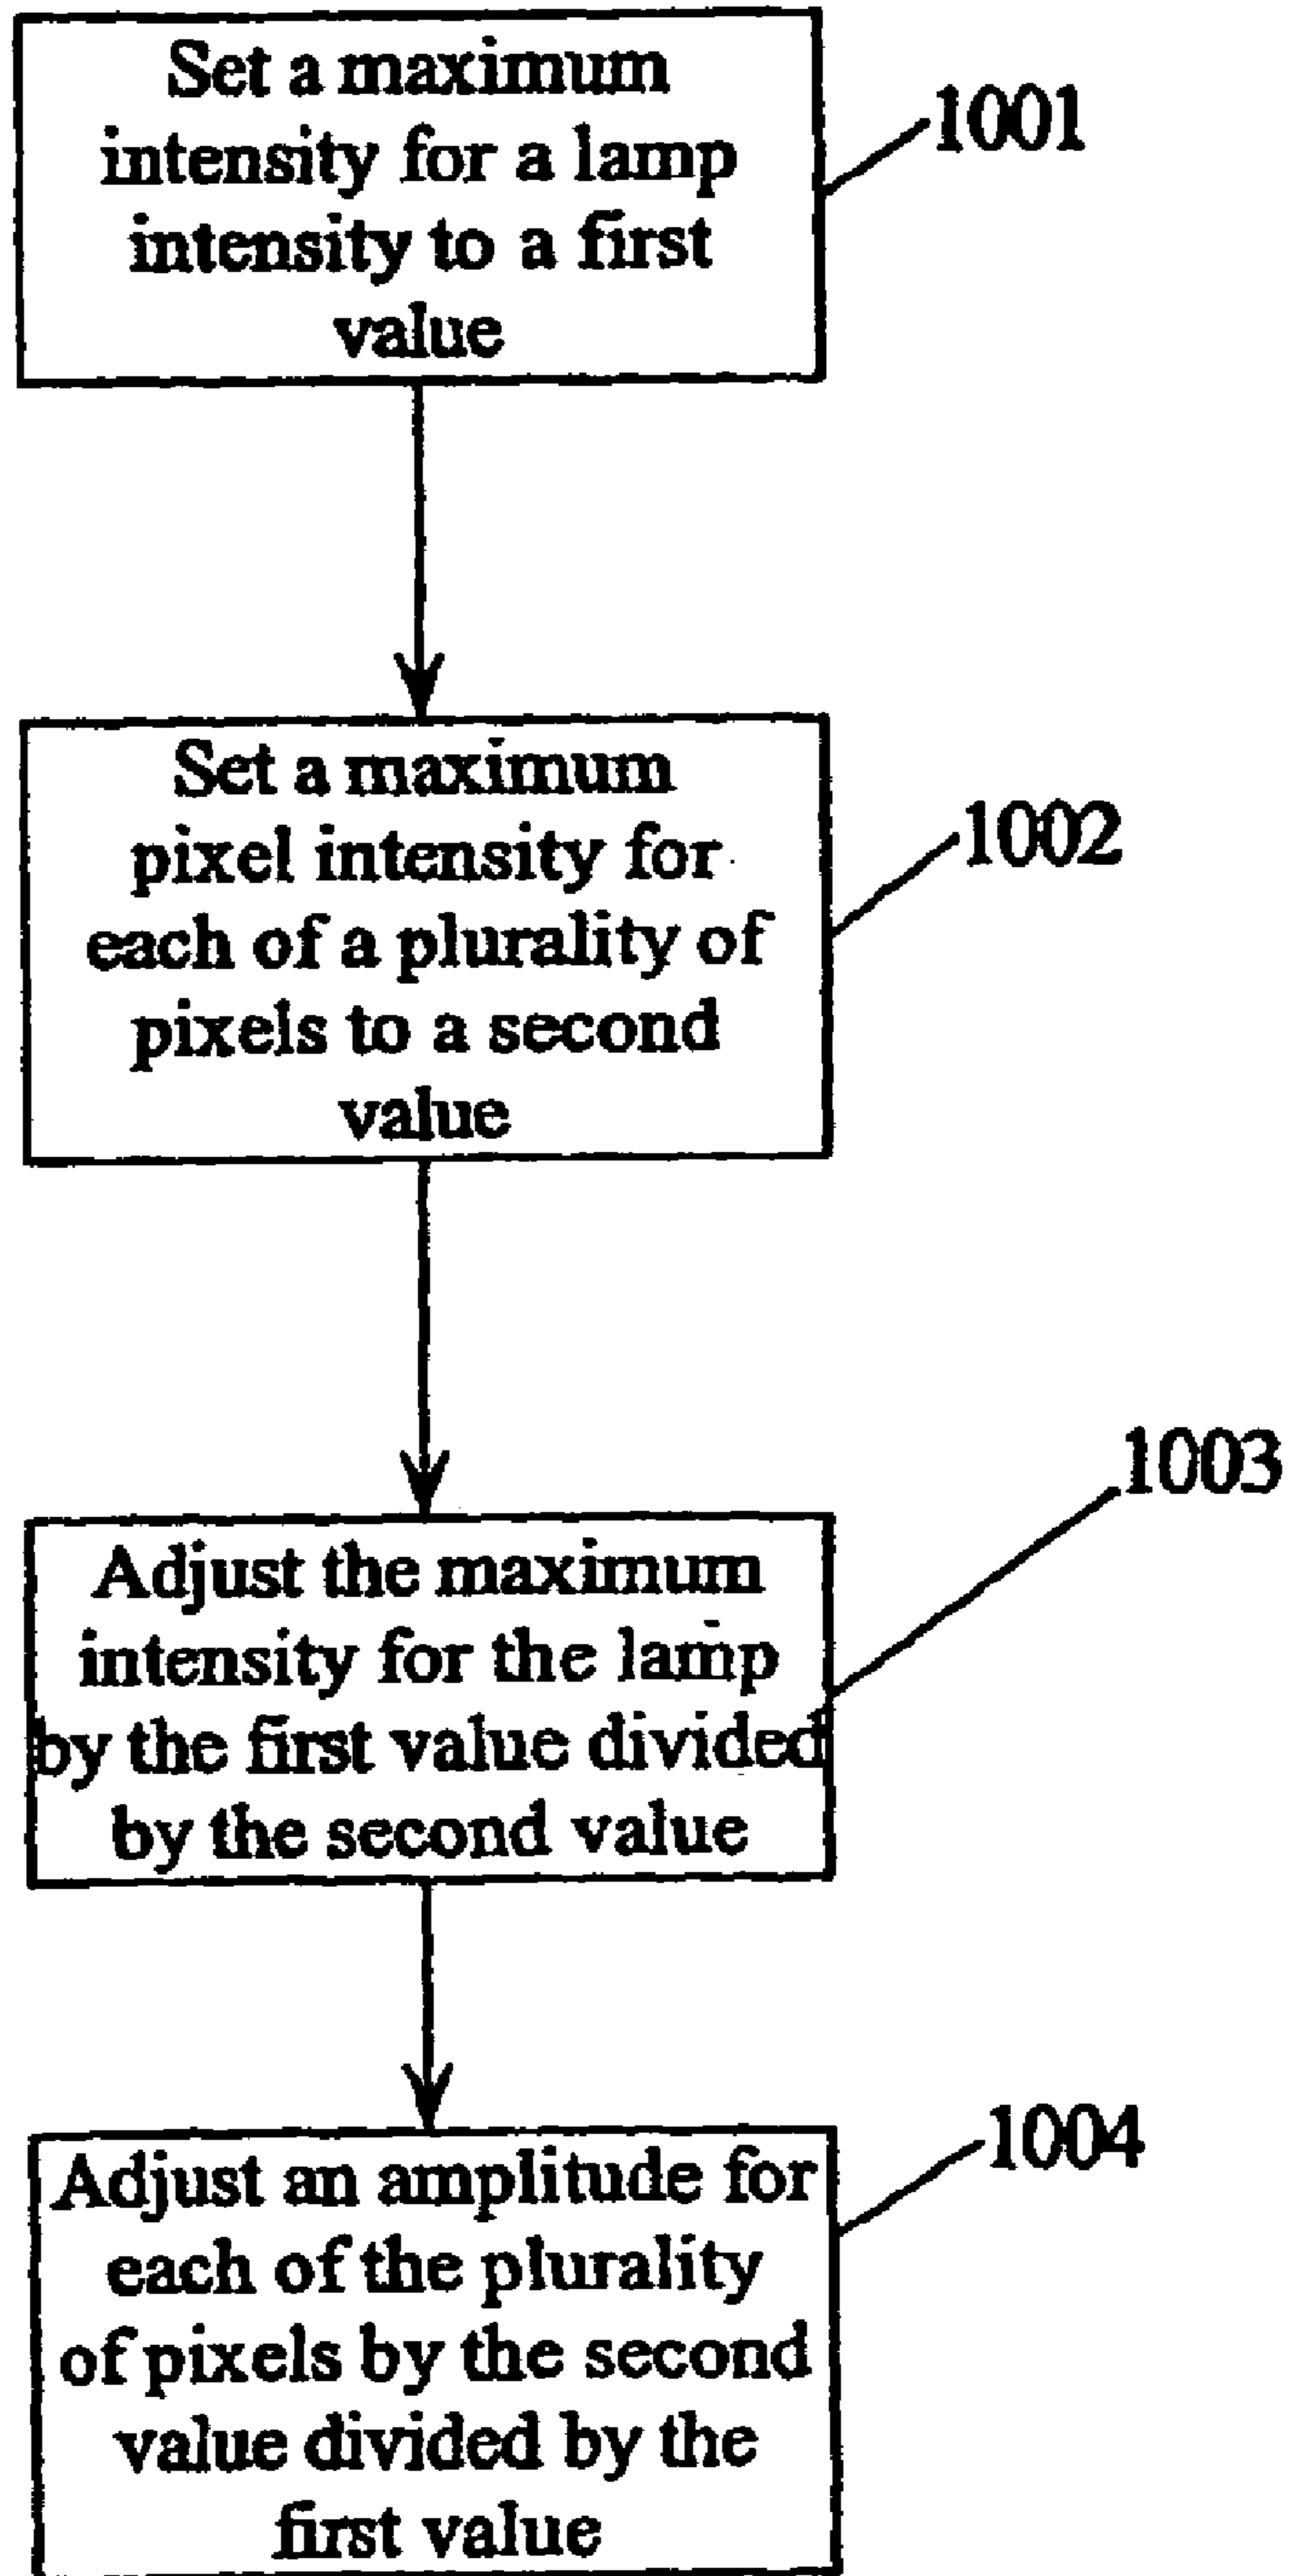 Set a maximum
intensity for a lamp
intensity to a first
value
1001
Set a maximum
pixel intensity for
each of a plurality of
pixels to a second
value
1002
Adjust the maximum
intensity for the lamp
by the first value divided
by the second value
1003
Adjust an amplitude for
each of the plurality
of pixels by the second
value divided by the
first value
1004